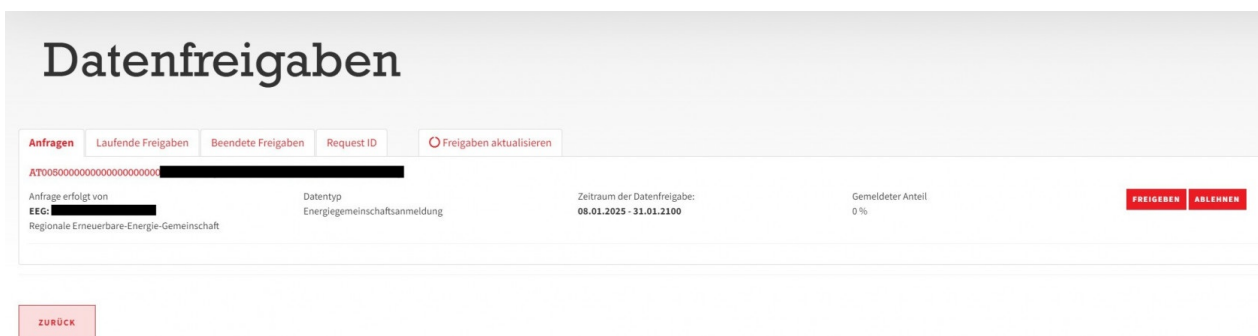 Datenfreigaben
Anfragen Laufende Freigaben Beendete Freigaben Request ID Freigaben aktualisieren
Anfrage erfolgt von Datentyp Zeitraum der Datenfreigabe: Gemeldeter Anteil
EEG: Energiegemeinschaftsanmeldung 08.01.2025 - 31.01.2100 0 % FREIGEBEN ABLEHNEN
Regionale Erneuerbare-Energie-Gemeinschaft
ZURÜCK